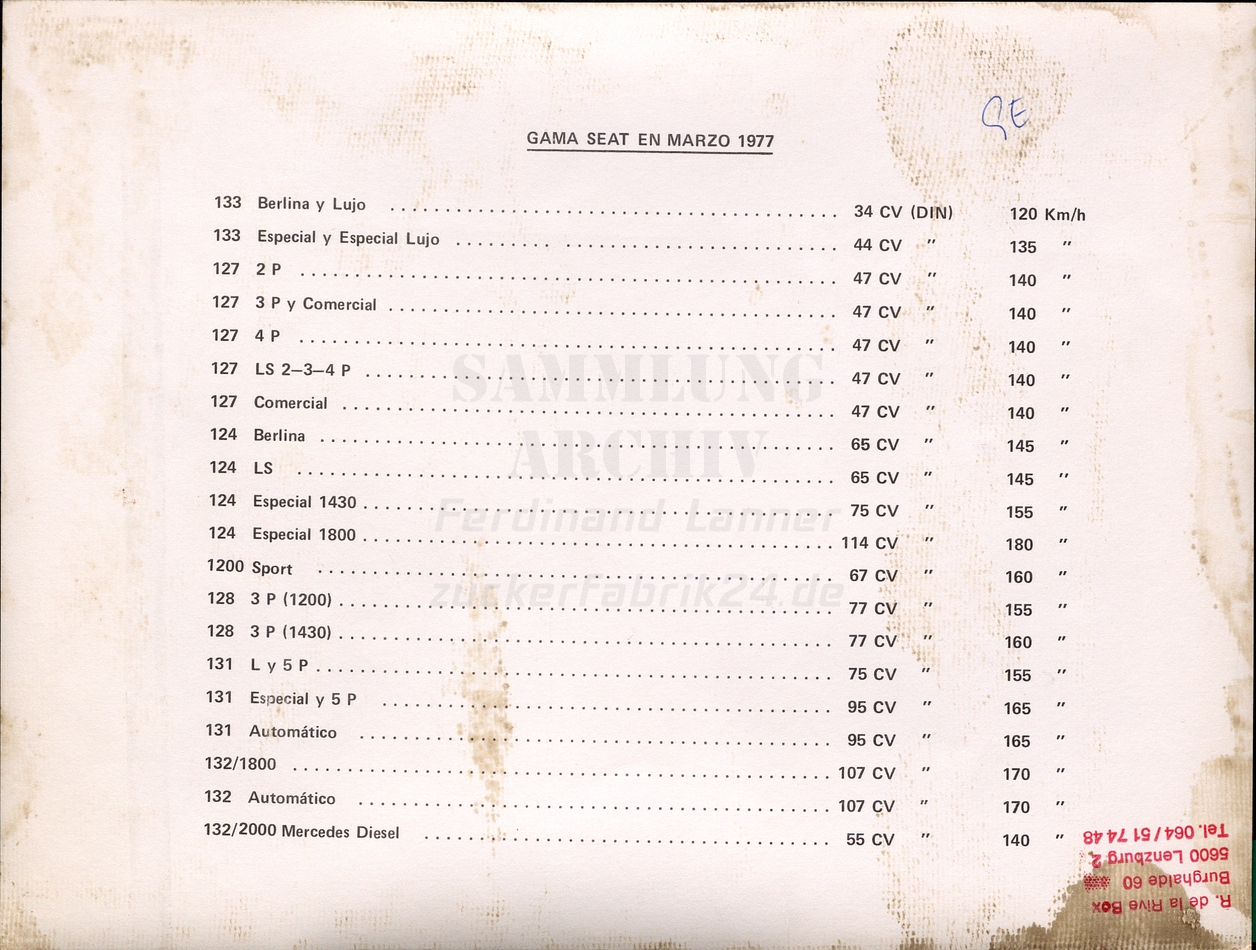 GE
GAMA SEAT EN MARZO 1977
133 Berlina y Lujo ........................................ 34 CV (DIN) 120 Km/h
133 Especial y Especial Lujo ........................................ 44 CV " 135 "
127 2 P ........................................ 47 CV " 140 "
127 3 P y Comercial ........................................ 47 CV " 140 "
127 4 P ........................................ 47 CV " 140 "
127 LS 2—3—4 P ........................................ 47 CV " 140 "
127 Comercial ........................................ 47 CV " 140 "
124 Berlina ........................................ 65 CV " 145 "
124 LS ........................................ 65 CV " 145 "
124 Especial 1430 ........................................ 75 CV " 155 "
124 Especial 1800 ........................................ 114 CV " 180 "
1200 Sport ........................................ 67 CV " 160 "
128 3 P (1200) ........................................ 77 CV " 155 "
128 3 P (1430) ........................................ 77 CV " 160 "
131 L y 5 P ........................................ 75 CV " 155 "
131 Especial y 5 P ........................................ 95 CV " 165 "
131 Automático ........................................ 95 CV " 165 "
132/1800 ........................................ 107 CV " 170 "
132 Automático ........................................ 107 CV " 170 "
132/2000 Mercedes Diesel ........................................ 55 CV " 140 "
SAMMLUNG
ARCHIV
Ferdinand Lanner
zuckerfabrik24.de
R. de la Rive Box
Burghalde 60
5600 Lenzburg 2
Tel. 064 / 51 74 48